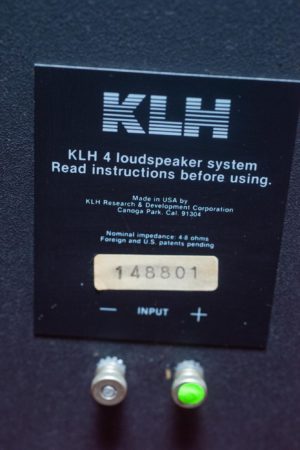 KLH
KLH 4 loudspeaker system
Read instructions before using.
Made in USA by
KLH Research & Development Corporation
Canoga Park, Cal. 91304
Nominal impedance: 4-8 ohms
Foreign and U.S. patents pending
148801
— INPUT +